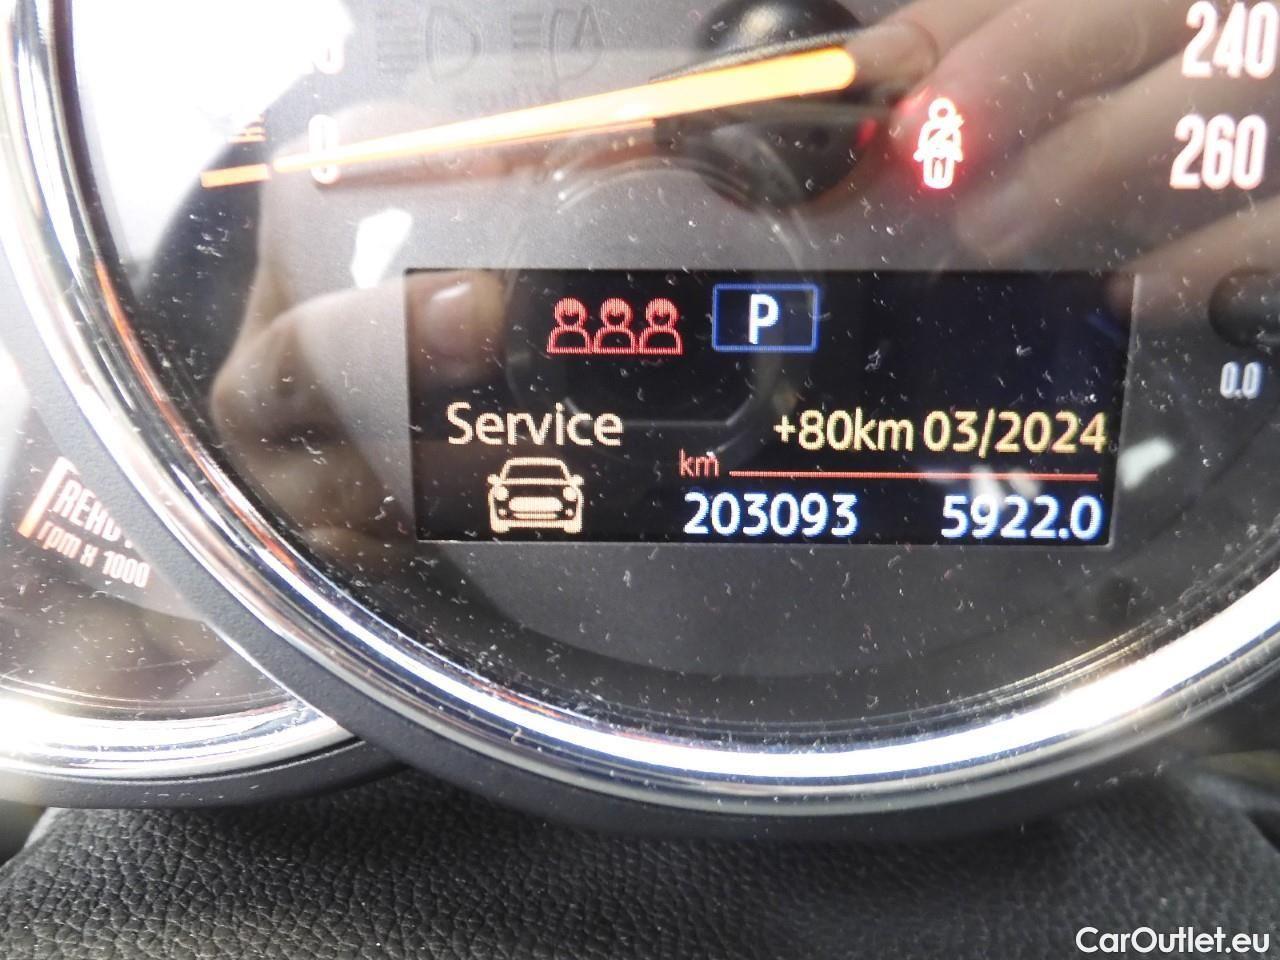 240
0
260
P
0.0
Service +80km 03/2024
km
203093 5922.0
rpm x 1000
CarOutlet.eu